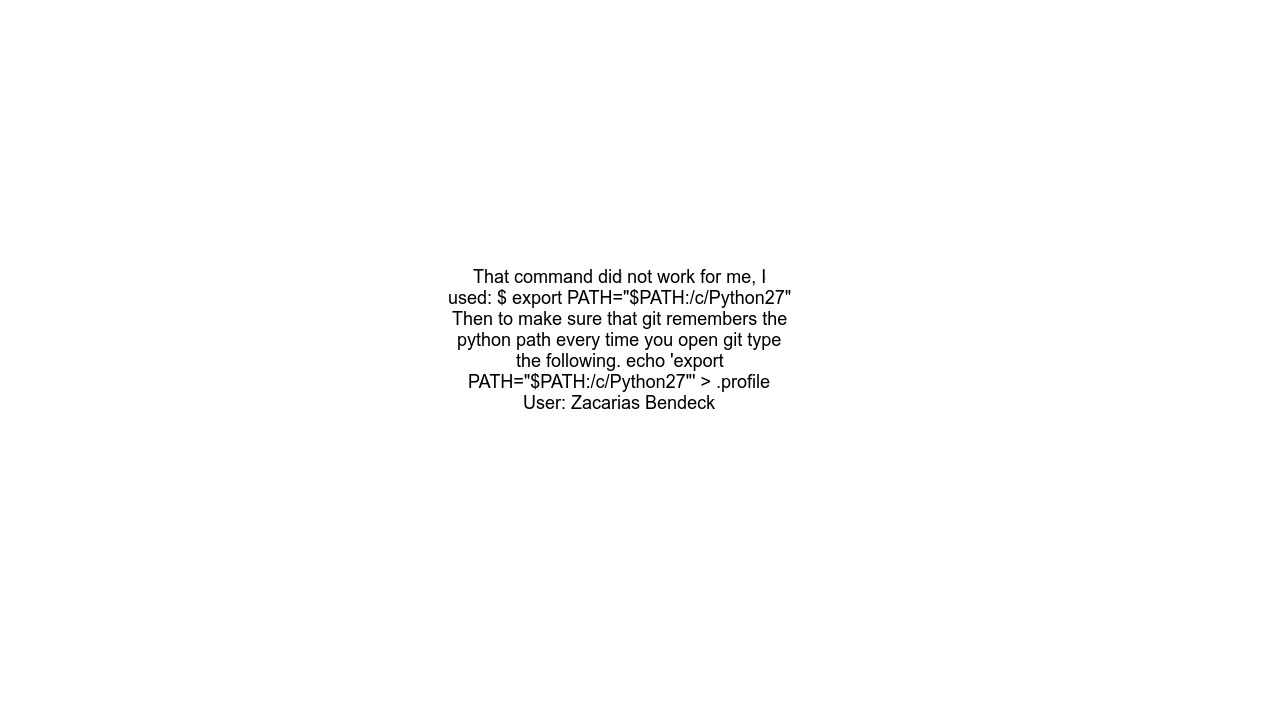 That command did not work for me, I
used: $ export PATH="$PATH:/c/Python27"
Then to make sure that git remembers the
python path every time you open git type
the following. echo 'export
PATH="$PATH:/c/Python27"' > .profile
User: Zacarias Bendeck